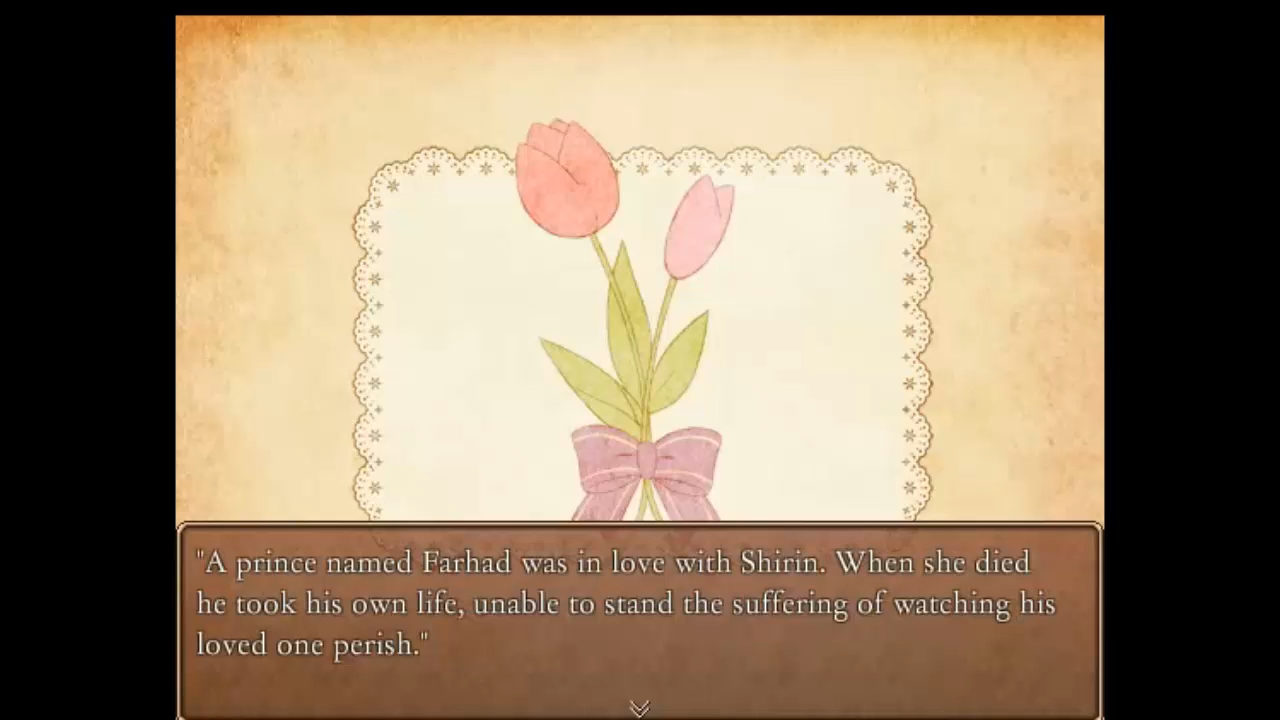 "A prince named Farhad was in love with Shirin. When she died
he took his own life, unable to stand the suffering of watching his
loved one perish."